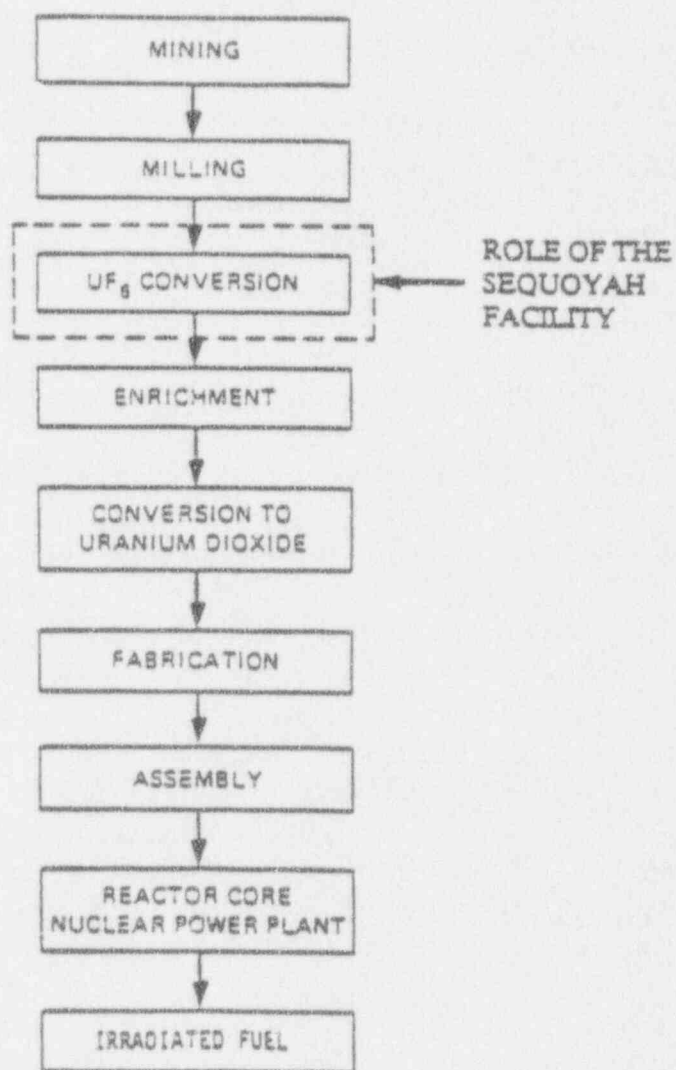 MINING
MILLING
UF₆ CONVERSION
ROLE OF THE
SEQUOYAH
FACILITY
ENRICHMENT
CONVERSION TO
URANIUM DIOXIDE
FABRICATION
ASSEMBLY
REACTOR CORE
NUCLEAR POWER PLANT
IRRADIATED FUEL